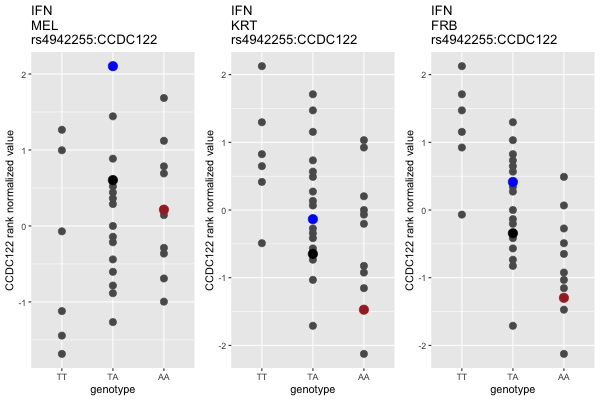 IFN
MEL
rs4942255:CCDC122
CCDC122 rank normalized value
2
1
0
-1
TT
TA
AA
genotype
IFN
KRT
rs4942255:CCDC122
CCDC122 rank normalized value
2
1
0
-1
-2
TT
TA
AA
genotype
IFN
FRB
rs4942255:CCDC122
CCDC122 rank normalized value
2
1
0
-1
-2
TT
TA
AA
genotype